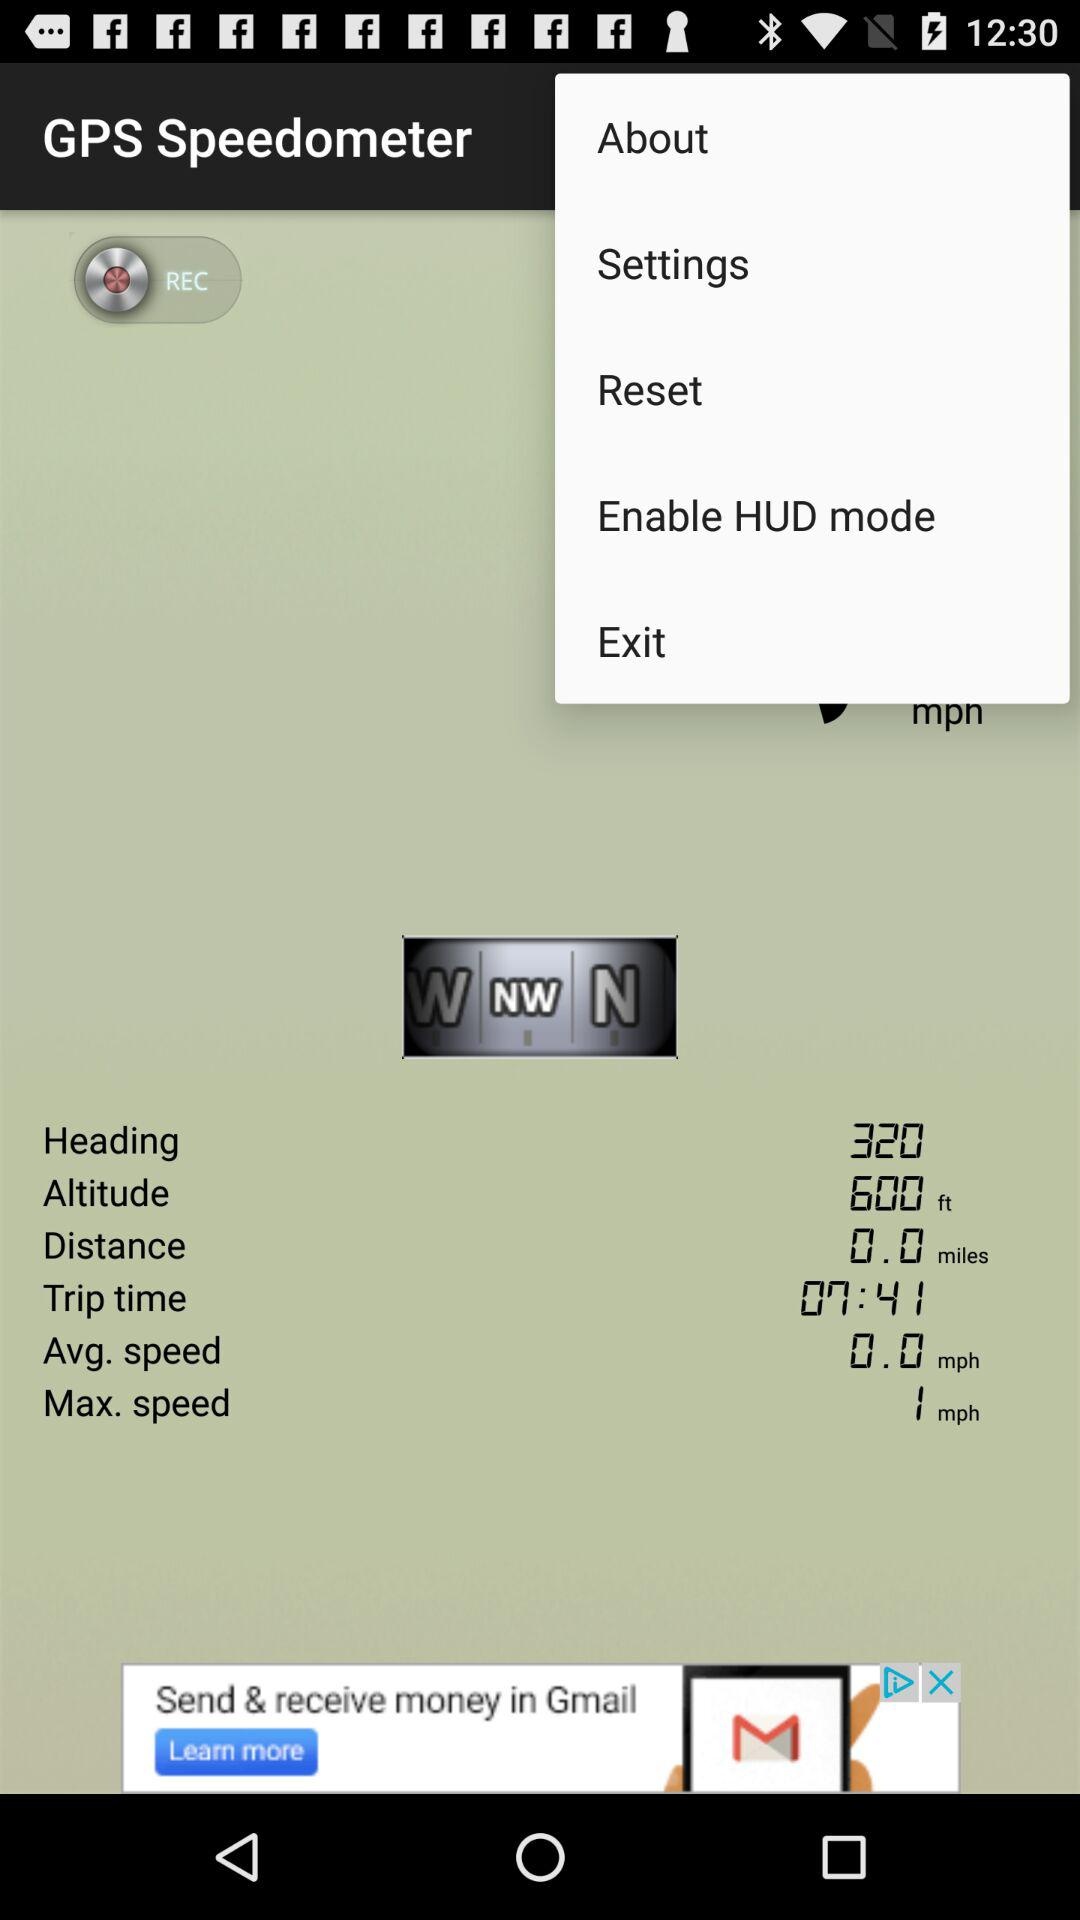 12:30
GPS Speedometer
About
Settings
Reset
Enable HUD mode
Exit
REC
mph
W NW N
Heading 320
Altitude 600 ft
Distance 0.0 miles
Trip time 07:41
Avg. speed 0.0 mph
Max. speed 1 mph
Send & receive money in Gmail
Learn more